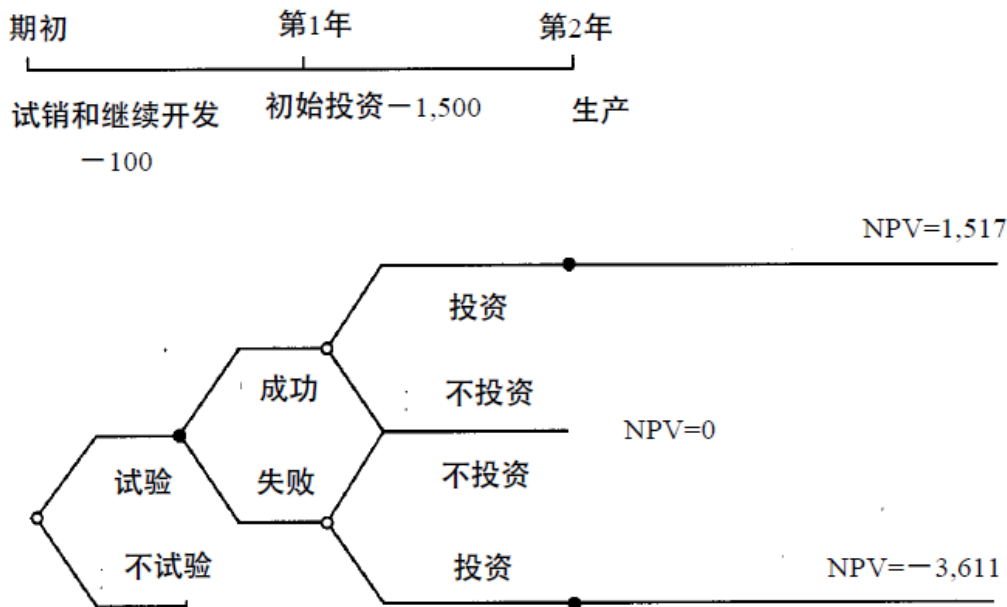 期初 第1年 第2年
试销和继续开发 初始投资－1,500 生产
－100
NPV=1,517
投资
成功 不投资
NPV=0
试验 失败 不投资
不试验 投资 NPV=－3,611